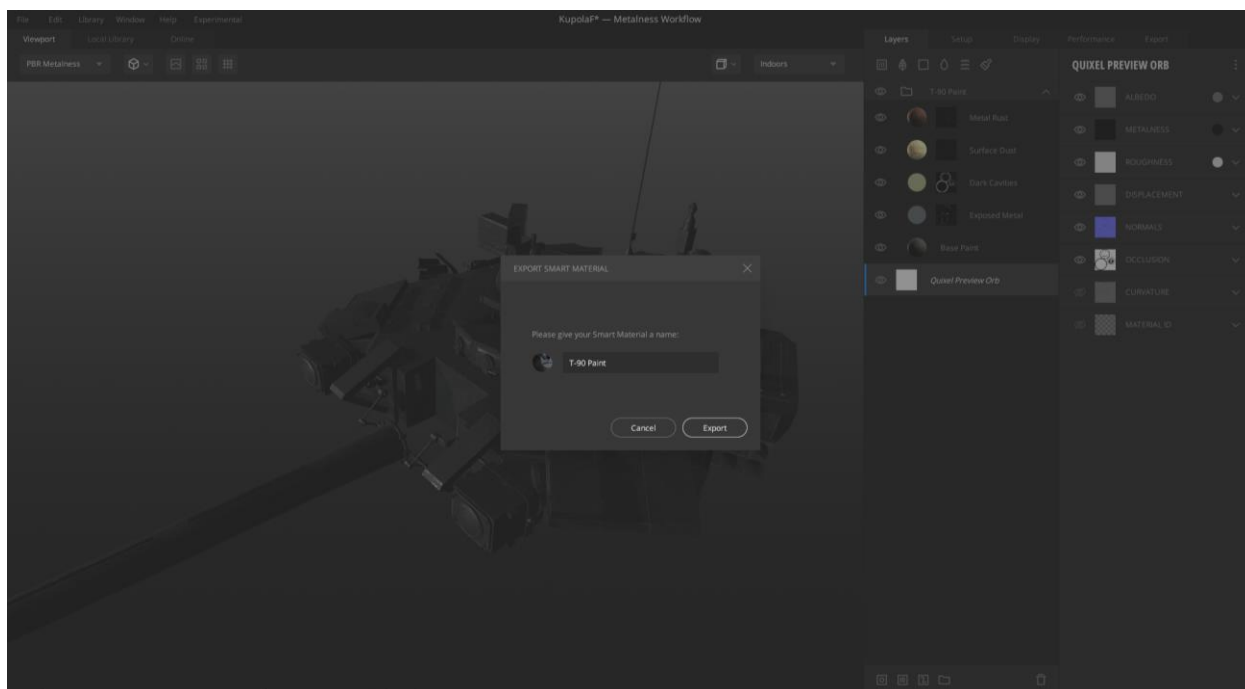 File Edit Library Window Help Experimental
KupolaF* — Metalness Workflow
Viewport Local Library Online
Layers Setup Display Performance Export
PBR Metalness
Indoors
QUIXEL PREVIEW ORB
T-90 Paint
Metal Rust
Surface Dust
Dark Cavities
Exposed Metal
Base Paint
Quixel Preview Orb
ALBEDO
METALNESS
ROUGHNESS
DISPLACEMENT
NORMALS
OCCLUSION
CURVATURE
MATERIAL ID
EXPORT SMART MATERIAL
Please give your Smart Material a name:
T-90 Paint
Cancel Export